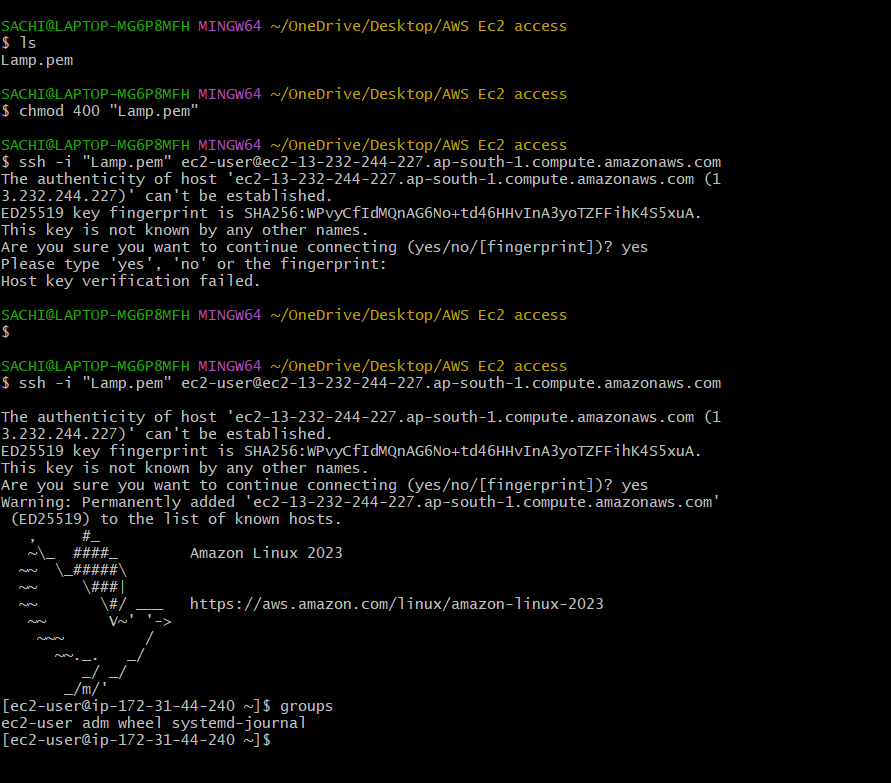 SACHI@LAPTOP-MG6P8MFH MINGW64 ~/OneDrive/Desktop/AWS Ec2 access
$ ls
Lamp.pem
SACHI@LAPTOP-MG6P8MFH MINGW64 ~/OneDrive/Desktop/AWS Ec2 access
$ chmod 400 "Lamp.pem"
SACHI@LAPTOP-MG6P8MFH MINGW64 ~/OneDrive/Desktop/AWS Ec2 access
$ ssh -i "Lamp.pem" ec2-user@ec2-13-232-244-227.ap-south-1.compute.amazonaws.com
The authenticity of host 'ec2-13-232-244-227.ap-south-1.compute.amazonaws.com (1
3.232.244.227)' can't be established.
ED25519 key fingerprint is SHA256:WPvyCfIdMQnAG6No+td46HHvInA3yoTZFFihK4S5xuA.
This key is not known by any other names.
Are you sure you want to continue connecting (yes/no/[fingerprint])? yes
Please type 'yes', 'no' or the fingerprint:
Host key verification failed.
SACHI@LAPTOP-MG6P8MFH MINGW64 ~/OneDrive/Desktop/AWS Ec2 access
$
SACHI@LAPTOP-MG6P8MFH MINGW64 ~/OneDrive/Desktop/AWS Ec2 access
$ ssh -i "Lamp.pem" ec2-user@ec2-13-232-244-227.ap-south-1.compute.amazonaws.com
The authenticity of host 'ec2-13-232-244-227.ap-south-1.compute.amazonaws.com (1
3.232.244.227)' can't be established.
ED25519 key fingerprint is SHA256:WPvyCfIdMQnAG6No+td46HHvInA3yoTZFFihK4S5xuA.
This key is not known by any other names.
Are you sure you want to continue connecting (yes/no/[fingerprint])? yes
Warning: Permanently added 'ec2-13-232-244-227.ap-south-1.compute.amazonaws.com'
 (ED25519) to the list of known hosts.
   ,     #_
   ~\_  ####_        Amazon Linux 2023
  ~~  \_#####\
  ~~     \###|
  ~~       \#/ ___   https://aws.amazon.com/linux/amazon-linux-2023
   ~~       V~' '->
    ~~~         /
      ~~._.   _/
         _/ _/
       _/m/'
[ec2-user@ip-172-31-44-240 ~]$ groups
ec2-user adm wheel systemd-journal
[ec2-user@ip-172-31-44-240 ~]$